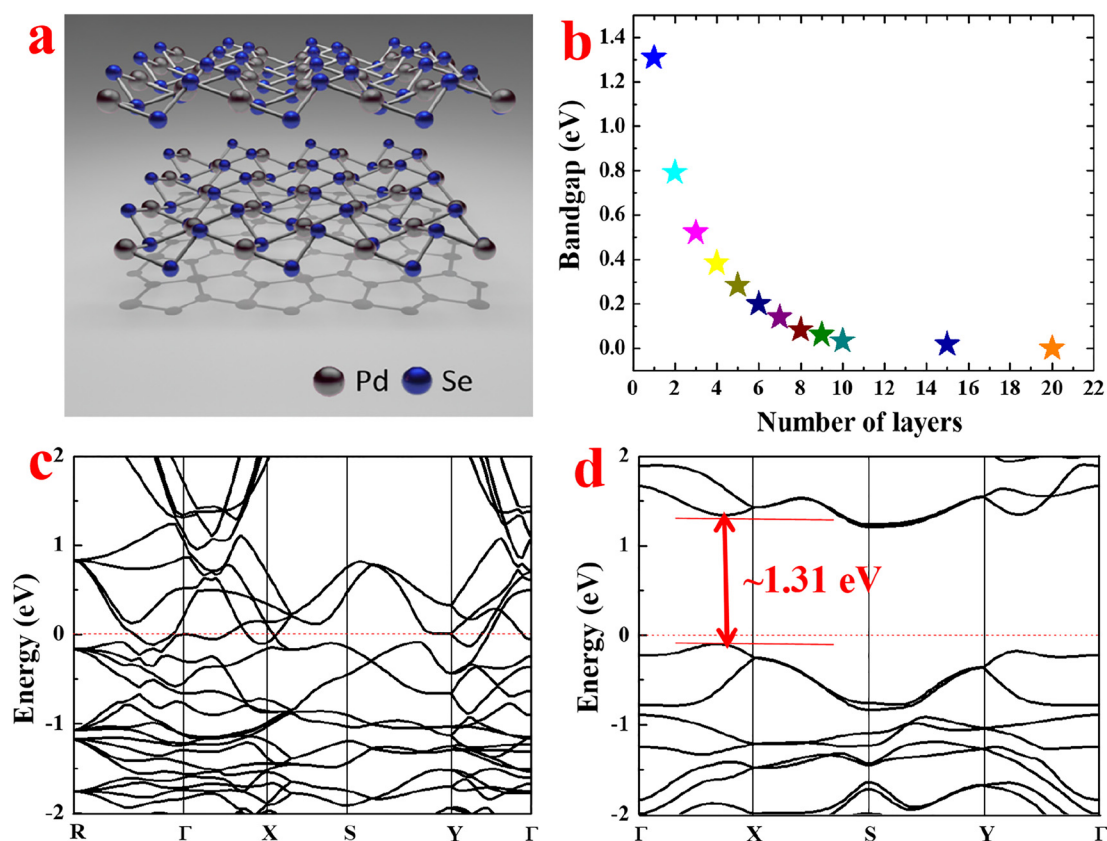 a
Pd Se
b
Bandgap (eV)
1.4
1.2
1.0
0.8
0.6
0.4
0.2
0.0
0 2 4 6 8 10 12 14 16 18 20 22
Number of layers
c
Energy (eV)
2
1
0
-1
-2
R Γ X S Y Γ
d
Energy (eV)
2
1
0
-1
-2
~1.31 eV
Γ X S Y Γ